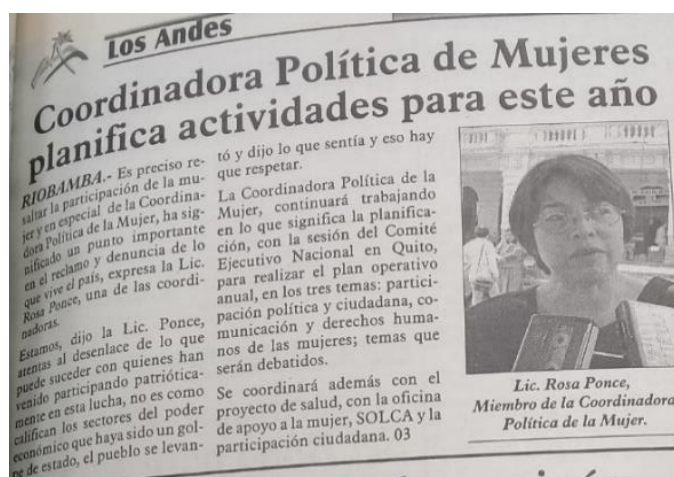 Los Andes
Coordinadora Política de Mujeres
planifica actividades para este año
RIOBAMBA.- Es preciso re-
saltar la participación de la mu-
jer y en especial de la Coordina-
dora Política de la Mujer, ha sig-
nificado un punto importante
en el reclamo y denuncia de lo
que vive el país, expresa la Lic.
Rosa Ponce, una de las coordi-
nadoras.
Estamos, dijo la Lic. Ponce,
atentas al desenlace de lo que
puede suceder con quienes han
venido participando patriótica-
mente en esta lucha, no es como
califican los sectores del poder
económico que haya sido un gol-
pe de estado, el pueblo se levan-
tó y dijo lo que sentía y eso hay
que respetar.
La Coordinadora Política de la
Mujer, continuará trabajando
en lo que significa la planifica-
ción, con la sesión del Comité
Ejecutivo Nacional en Quito,
para realizar el plan operativo
anual, en los tres temas: partici-
pación política y ciudadana, co-
municación y derechos huma-
nos de las mujeres; temas que
serán debatidos.
Se coordinará además con el
proyecto de salud, con la oficina
de apoyo a la mujer, SOLCA y la
participación ciudadana. 03
Lic. Rosa Ponce,
Miembro de la Coordinadora
Política de la Mujer.